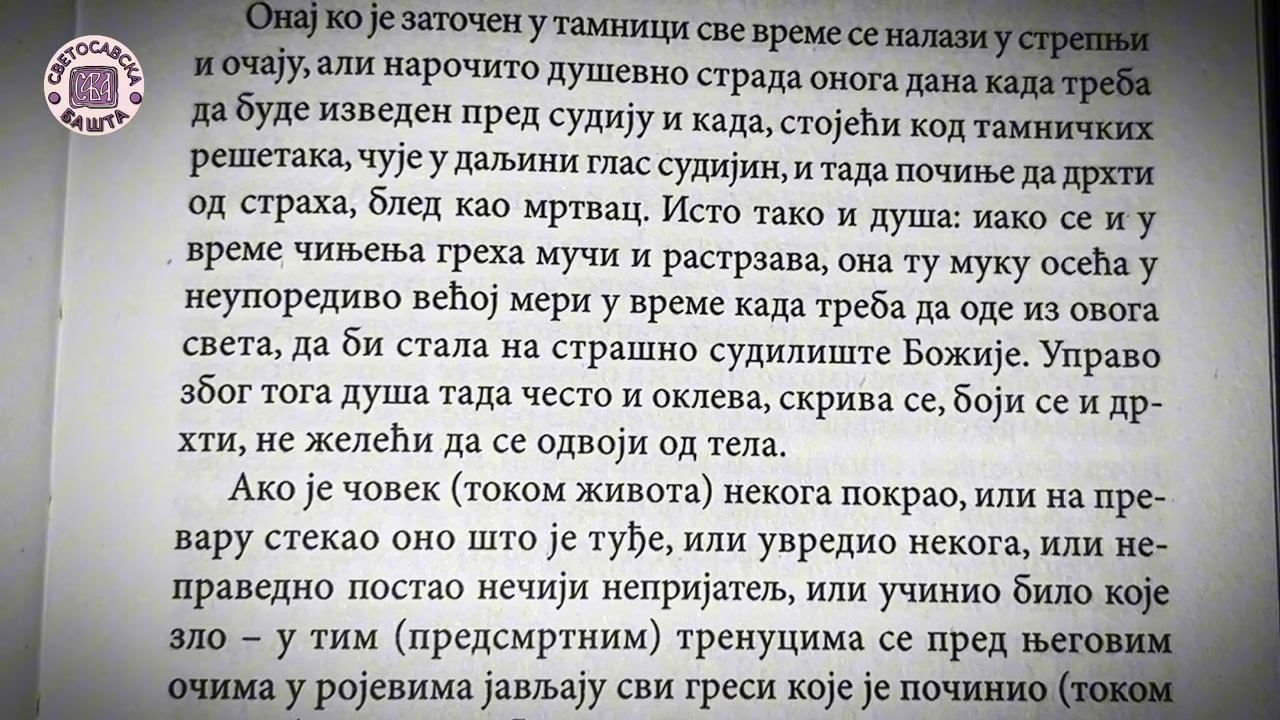 СВЕТОСАВСКА
БАШТА
Онај ко је заточен у тамници све време се налази у стрепњи
и очају, али нарочито душевно страда онога дана када треба
да буде изведен пред судију и када, стојећи код тамничких
решетака, чује у даљини глас судијин, и тада почиње да дрхти
од страха, блед као мртвац. Исто тако и душа: иако се и у
време чињења греха мучи и растрзава, она ту муку осећа у
неупоредиво већој мери у време када треба да оде из овога
света, да би стала на страшно судилиште Божије. Управо
због тога душа тада често и оклева, скрива се, боји се и др-
хти, не желећи да се одвоји од тела.
Ако је човек (током живота) некога покрао, или на пре-
вару стекао оно што је туђе, или увредио некога, или не-
праведно постао нечији непријатељ, или учинио било које
зло – у тим (предсмртним) тренуцима се пред његовим
очима у ројевима јављају сви греси које је починио (током